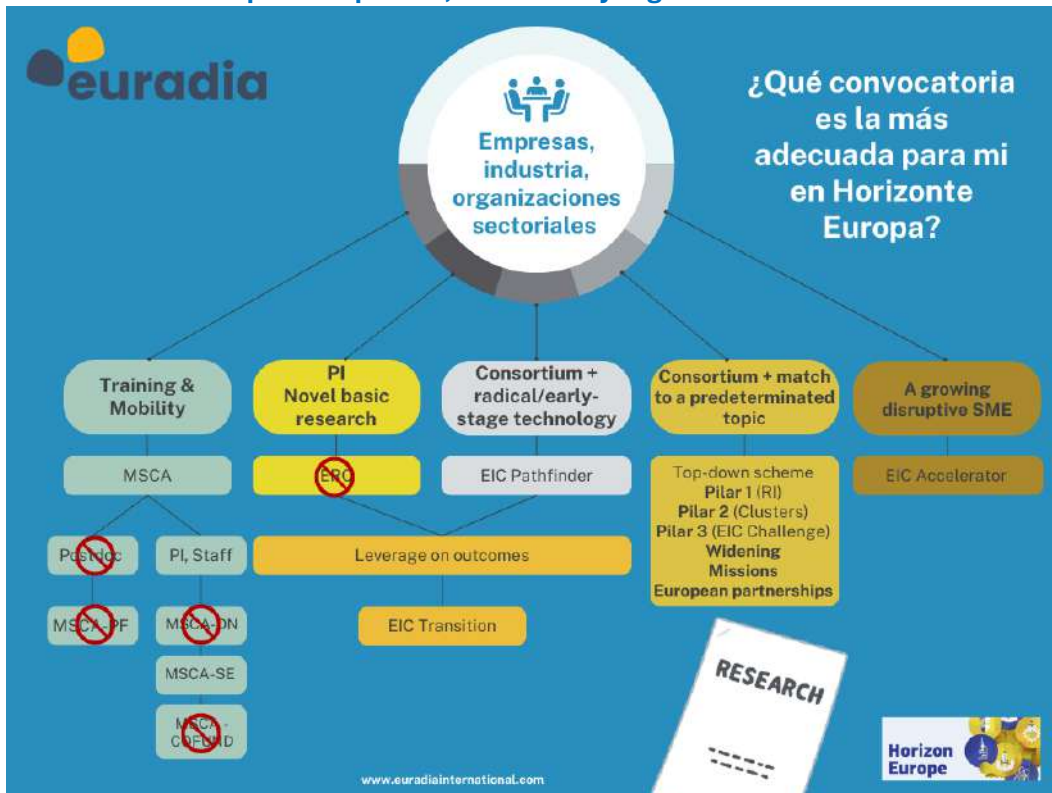 euradia
Empresas,
industria,
organizaciones
sectoriales
¿Qué convocatoria
es la más
adecuada para mi
en Horizonte
Europa?
Training &
Mobility
PI
Novel basic
research
Consortium +
radical/early-
stage technology
Consortium + match
to a predeterminated
topic
A growing
disruptive SME
MSCA
ERC
EIC Pathfinder
Top-down scheme
Pilar 1 (RI)
Pilar 2 (Clusters)
Pilar 3 (EIC Challenge)
Widening
Missions
European partnerships
EIC Accelerator
Postdoc
PI, Staff
Leverage on outcomes
MSCA-PF
MSCA-DN
EIC Transition
MSCA-SE
MSCA -
COFUND
RESEARCH
Horizon
Europe
www.euradiainternational.com